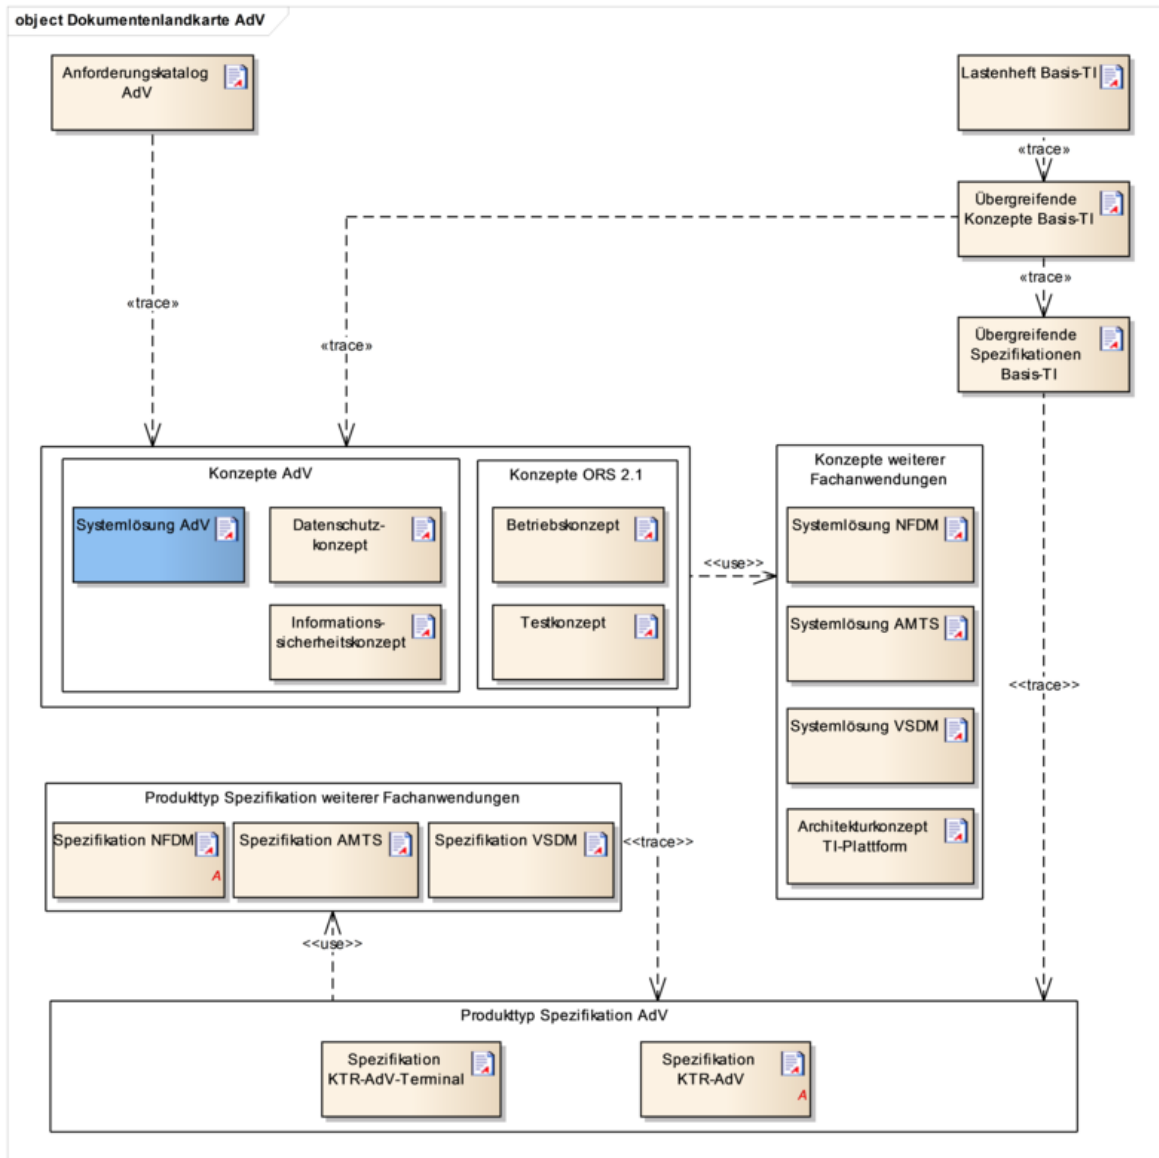 object Dokumentenlandkarte AdV
Anforderungskatalog
AdV
Lastenheft Basis-TI
«trace»
Übergreifende
Konzepte Basis-TI
«trace»
«trace»
«trace»
Übergreifende
Spezifikationen
Basis-TI
Konzepte AdV
Systemlösung AdV
Datenschutz-
konzept
Informations-
sicherheitskonzept
Konzepte ORS 2.1
Betriebskonzept
Testkonzept
<<use>>
Konzepte weiterer
Fachanwendungen
Systemlösung NFDM
Systemlösung AMTS
Systemlösung VSDM
Architekturkonzept
TI-Plattform
<<trace>>
Produkttyp Spezifikation weiterer Fachanwendungen
Spezifikation NFDM
A
Spezifikation AMTS
Spezifikation VSDM
<<trace>>
<<use>>
Produkttyp Spezifikation AdV
Spezifikation
KTR-AdV-Terminal
Spezifikation
KTR-AdV
A